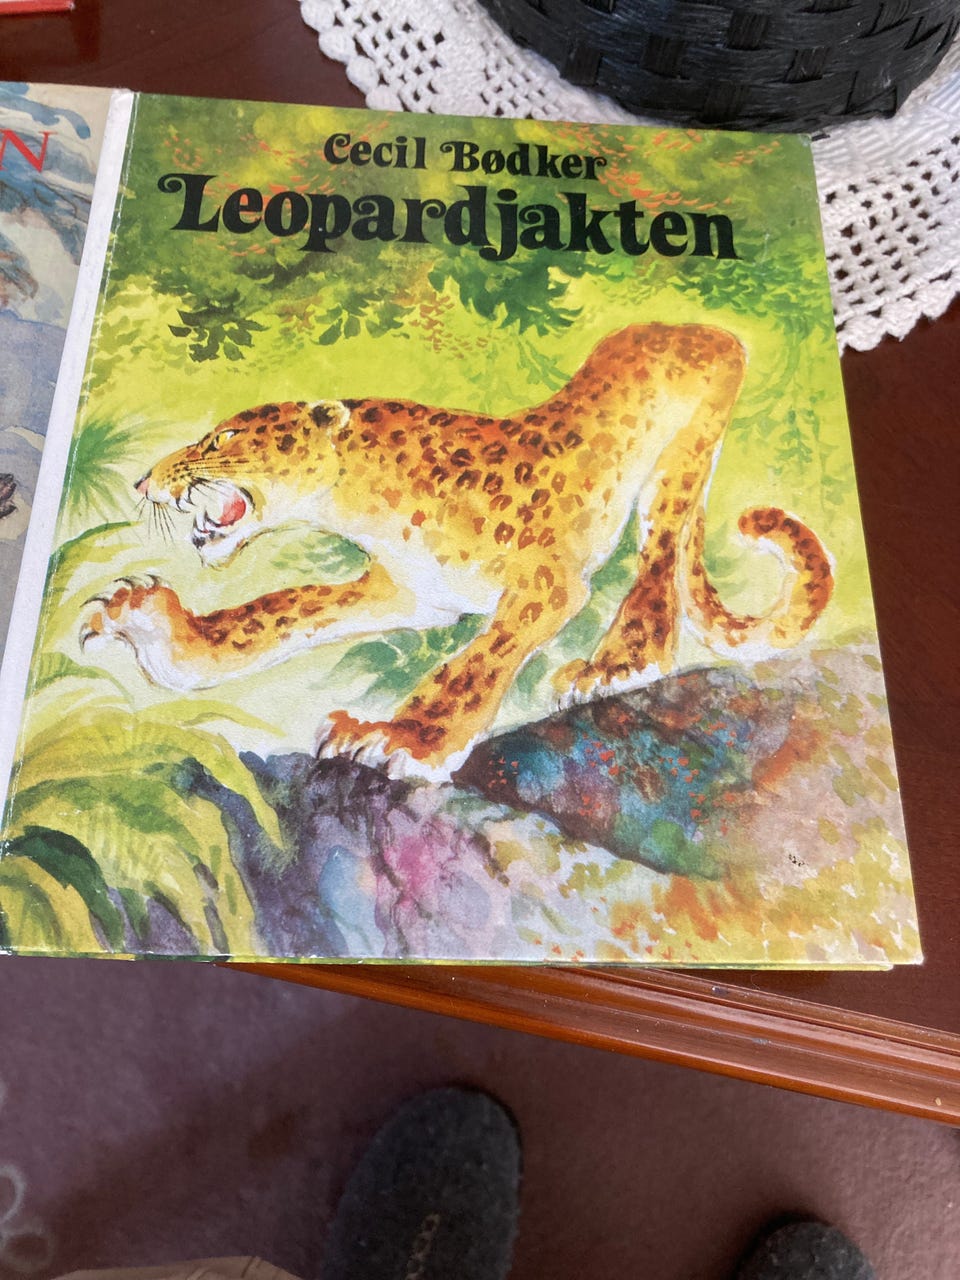 Cecil Bødker
Leopardjakten
N